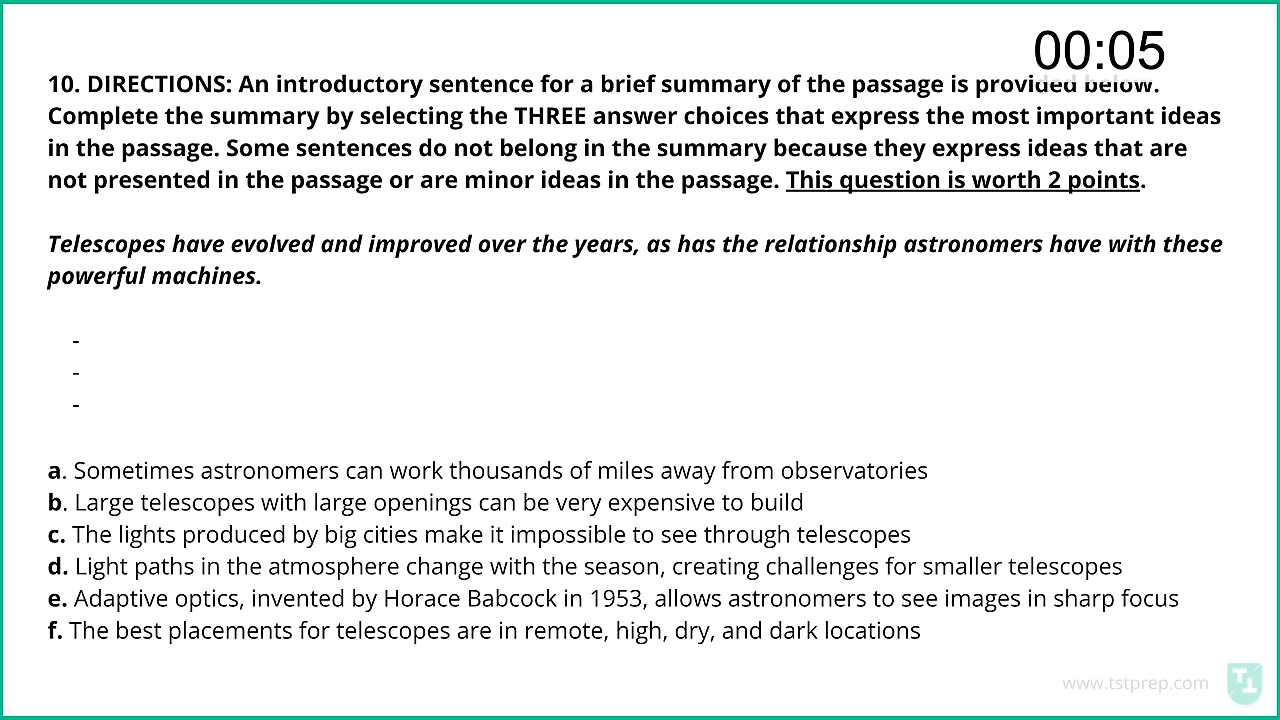 00:05
10. DIRECTIONS: An introductory sentence for a brief summary of the passage is provided below.
Complete the summary by selecting the THREE answer choices that express the most important ideas
in the passage. Some sentences do not belong in the summary because they express ideas that are
not presented in the passage or are minor ideas in the passage. This question is worth 2 points.
Telescopes have evolved and improved over the years, as has the relationship astronomers have with these
powerful machines.
-
-
-
a. Sometimes astronomers can work thousands of miles away from observatories
b. Large telescopes with large openings can be very expensive to build
c. The lights produced by big cities make it impossible to see through telescopes
d. Light paths in the atmosphere change with the season, creating challenges for smaller telescopes
e. Adaptive optics, invented by Horace Babcock in 1953, allows astronomers to see images in sharp focus
f. The best placements for telescopes are in remote, high, dry, and dark locations
www.tstprep.com